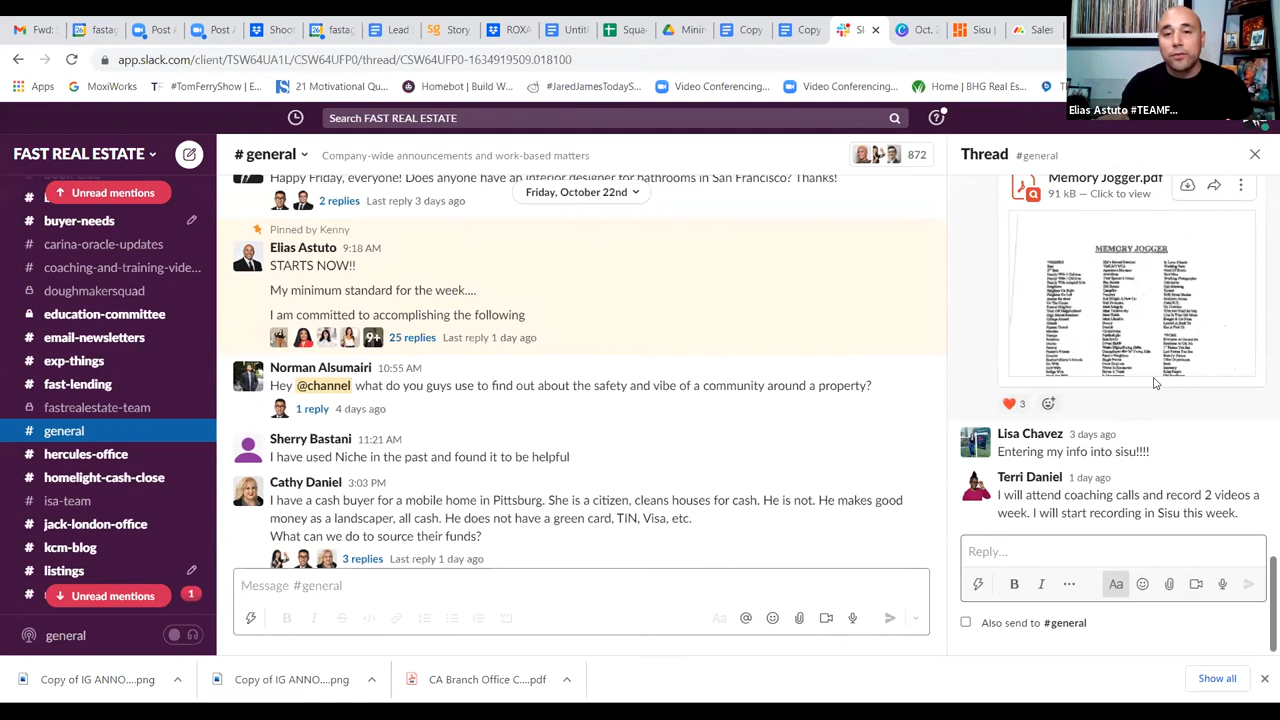 Fwd: S
fastag
Post A
Post A
Shoot
fastag
Lead
Sto
ROXA
Untit
Squa
Minin
Copy
Copy
Sl
Oct.
Sisu |
Sales
app.slack.com/client/TSW64UA1L/CSW64UFP0/thread/CSW64UFP0-1634919509.018100
Apps
MoxiWorks
#TomFerryShow | E...
21 Motivational Qu...
Homebot | Build W...
#JaredJamesTodayS...
Video Conferencing...
Video Conferencing...
Home | BHG Real Es...
Elias Astuto #TEAMF...
Search FAST REAL ESTATE
FAST REAL ESTATE
Unread mentions
# buyer-needs
# carina-oracle-updates
# coaching-and-training-vide...
doughmakersquad
# education-committee
# email-newsletters
# exp-things
# fast-lending
fastrealestate-team
# general
# hercules-office
# homelight-cash-close
# isa-team
# jack-london-office
# kcm-blog
# listings
Unread mentions
1
general
# general
Company-wide announcements and work-based matters
872
Happy Friday, everyone! Does anyone have an interior designer for bathrooms in San Francisco? Thanks!
Friday, October 22nd
2 replies Last reply 3 days ago
Pinned by Kenny
Elias Astuto 9:18 AM
STARTS NOW!!
My minimum standard for the week
I am committed to accomplishing the following
9+
25 replies Last reply 1 day ago
Norman Alsumairi 10:55 AM
Hey @channel what do you guys use to find out about the safety and vibe of a community around a property?
1 reply 4 days ago
Sherry Bastani 11:21 AM
I have used Niche in the past and found it to be helpful
Cathy Daniel 3:03 PM
I have a cash buyer for a mobile home in Pittsburg. She is a citizen, cleans houses for cash. He is not. He makes good
money as a landscaper, all cash. He does not have a green card, TIN, Visa, etc.
What can we do to source their funds?
3 replies Last reply 1 day ago
Message #general
Thread #general
Memory Jogger.pdf
91 kB — Click to view
MEMORY JOGGER
3
Lisa Chavez 3 days ago
Entering my info into sisu!!!!
Terri Daniel 1 day ago
I will attend coaching calls and record 2 videos a
week. I will start recording in Sisu this week.
Reply...
Also send to #general
Copy of IG ANNO....png
Copy of IG ANNO....png
CA Branch Office C....pdf
Show all